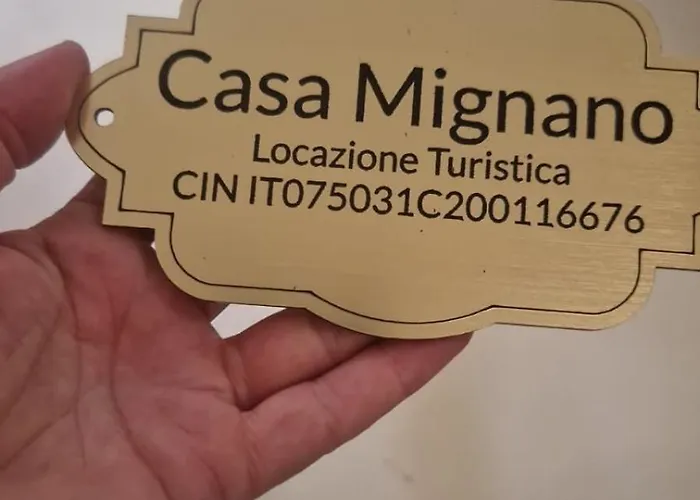 Casa Mignano
Locazione Turistica
CIN IT075031C200116676